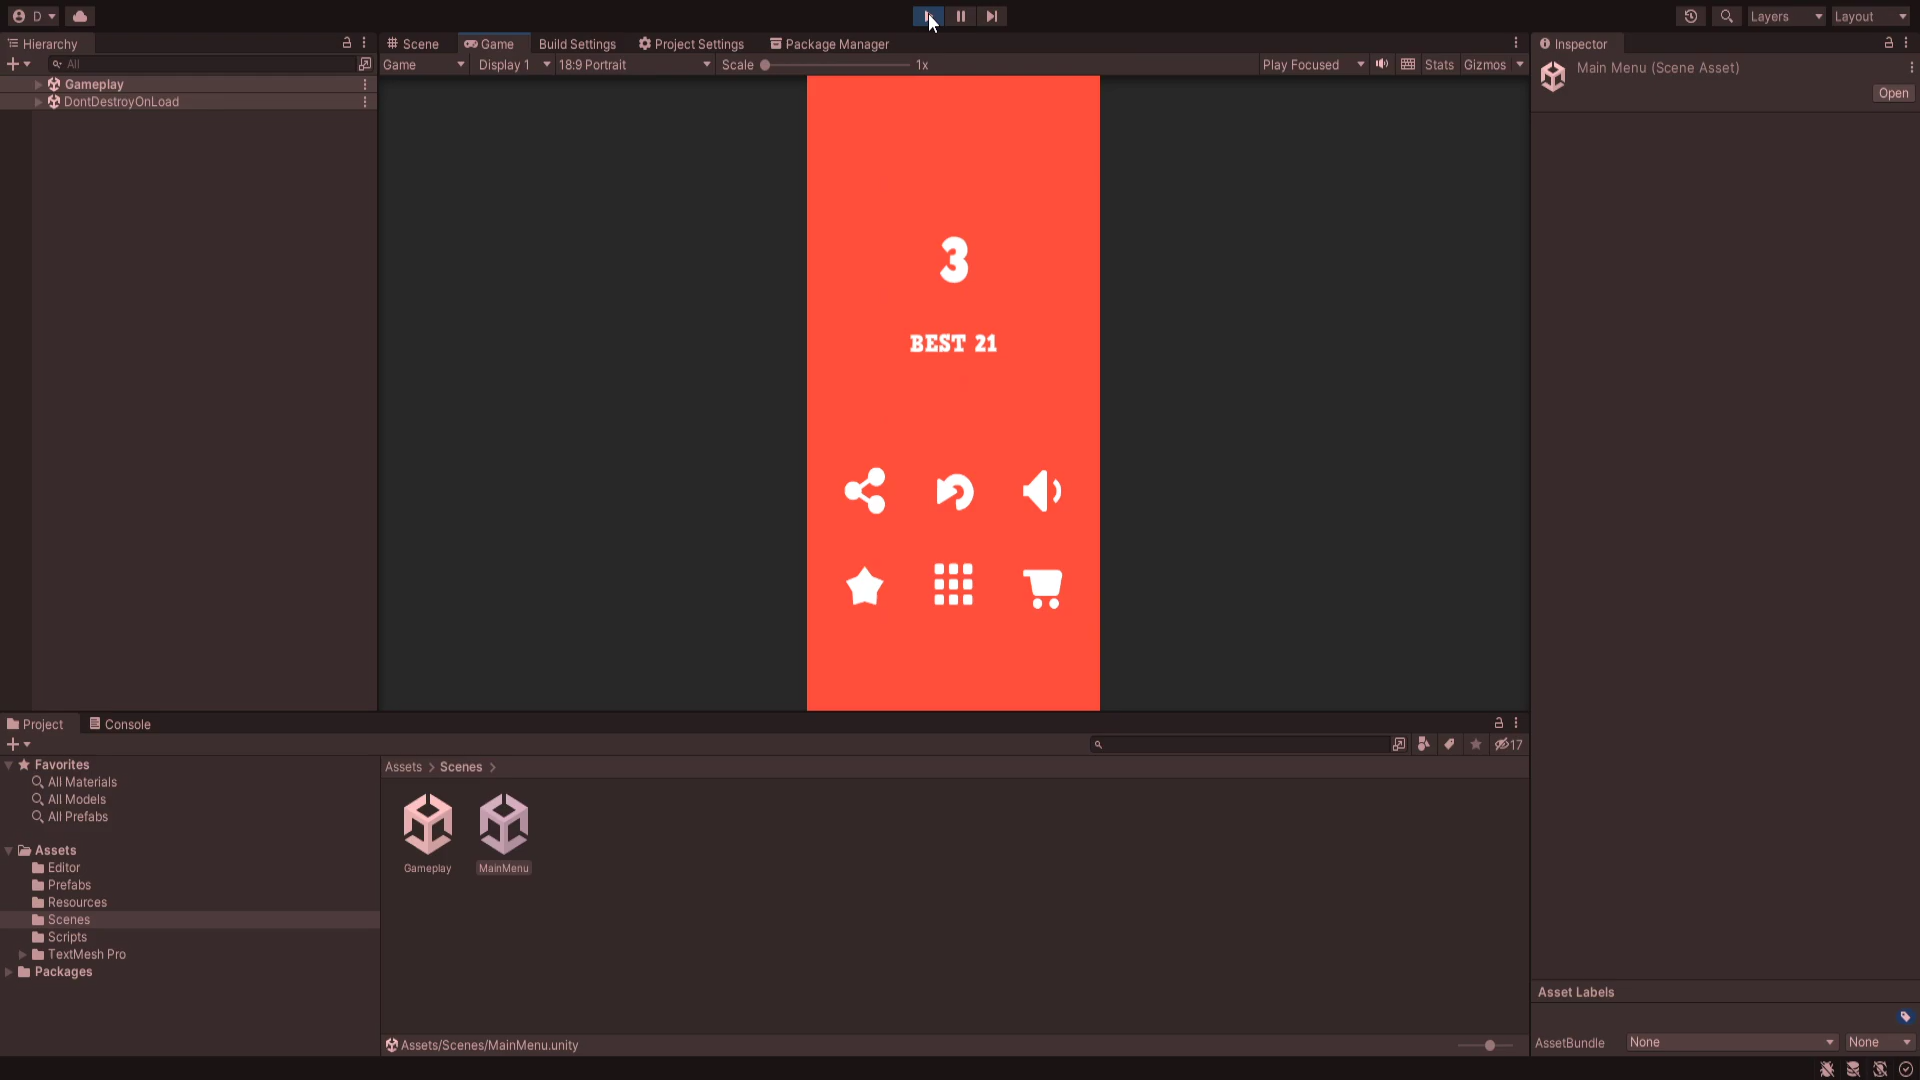 D
Layers
Layout
Hierarchy
Scene
Game
Build Settings
Project Settings
Package Manager
Inspector
All
Game
Display 1
18:9 Portrait
Scale
1x
Play Focused
Stats
Gizmos
Main Menu (Scene Asset)
Open
Gameplay
DontDestroyOnLoad
3
BEST 21
Project
Console
17
Favorites
All Materials
All Models
All Prefabs
Assets
Editor
Prefabs
Resources
Scenes
Scripts
TextMesh Pro
Packages
Assets > Scenes >
Gameplay
MainMenu
Assets/Scenes/MainMenu.unity
Asset Labels
AssetBundle
None
None